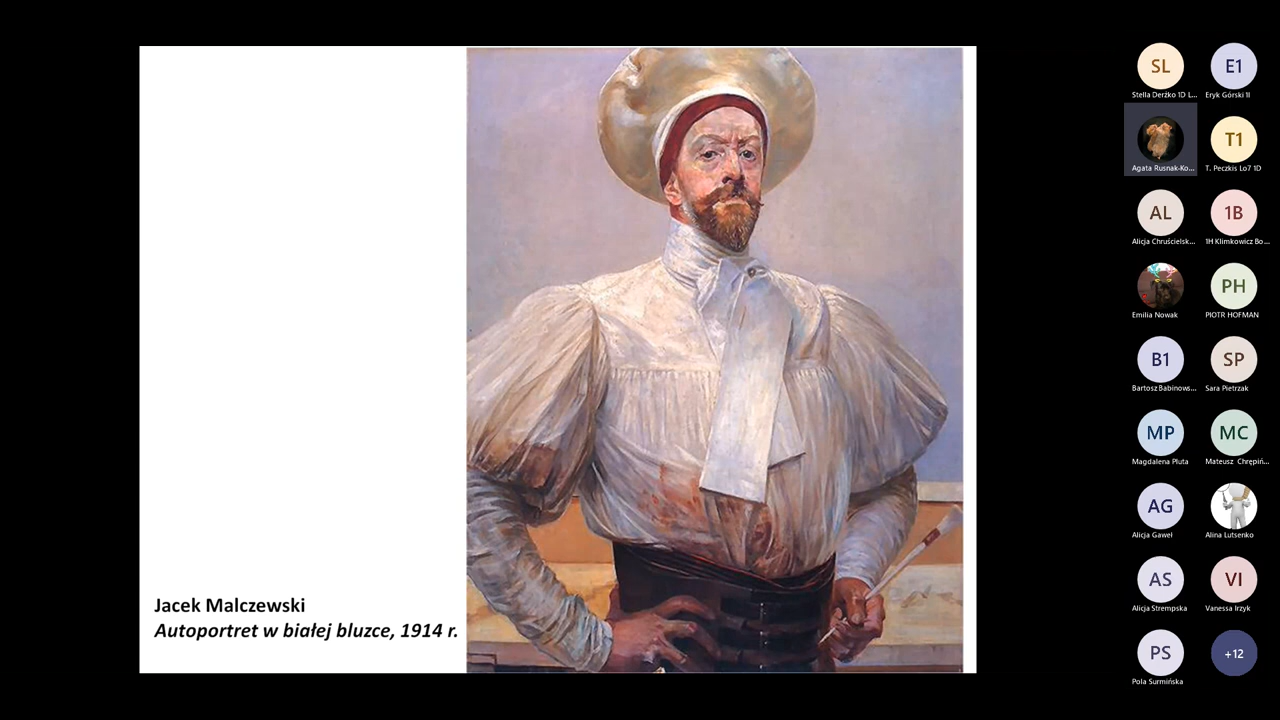 Jacek Malczewski
Autoportret w białej bluzce, 1914 r.
SL
Stella Derżko 1D L...
E1
Eryk Górski 1I
Agata Rusnak-Ko...
T1
T. Peczkis Lo7 1D
AL
Alicja Chruścielsk...
1B
1H Klimkowicz Bo...
Emilia Nowak
PH
PIOTR HOFMAN
B1
Bartosz Babinows...
SP
Sara Pietrzak
MP
Magdalena Pluta
MC
Mateusz Chrępiń...
AG
Alicja Gaweł
Alina Lutsenko
AS
Alicja Strempska
VI
Vanessa Irzyk
PS
Pola Surmińska
+12